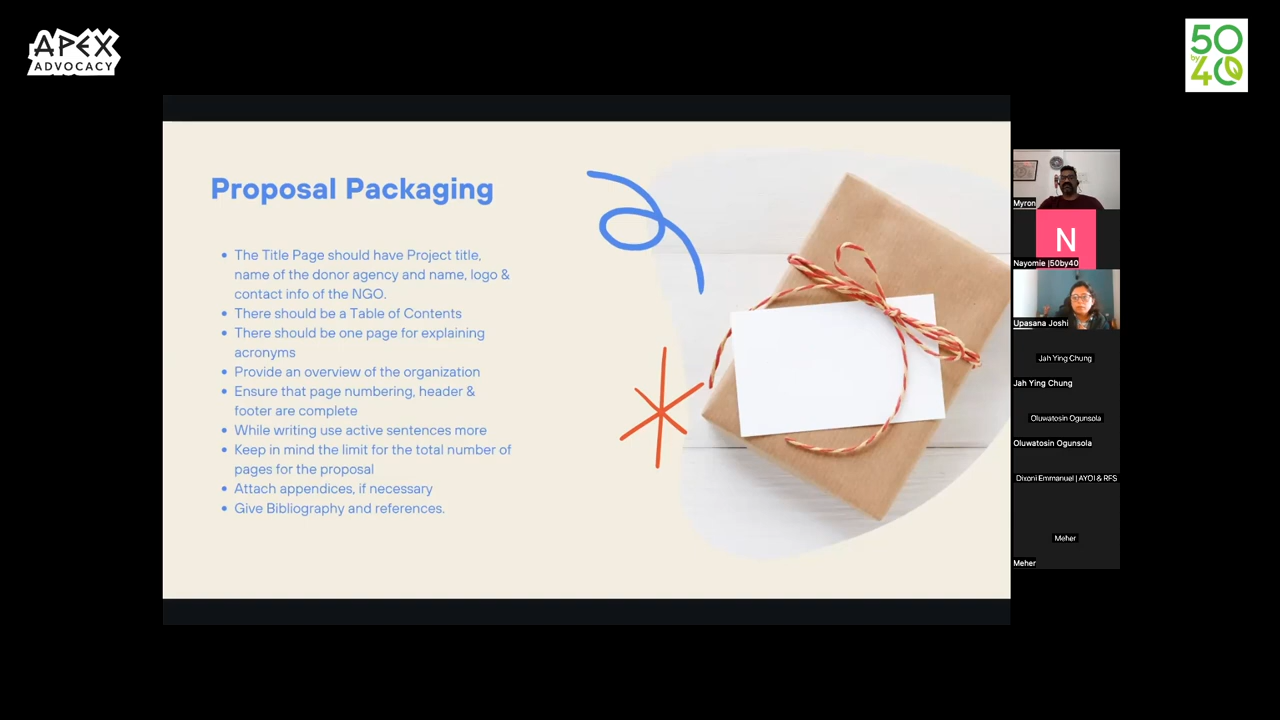 APEX
ADVOCACY
50
by
40
Proposal Packaging
• The Title Page should have Project title,
name of the donor agency and name, logo &
contact info of the NGO.
• There should be a Table of Contents
• There should be one page for explaining
acronyms
• Provide an overview of the organization
• Ensure that page numbering, header &
footer are complete
• While writing use active sentences more
• Keep in mind the limit for the total number of
pages for the proposal
• Attach appendices, if necessary
• Give Bibliography and references.
Myron
N
Nayomie |50by40
Upasana Joshi
Jah Ying Chung
Jah Ying Chung
Oluwatosin Ogunsola
Oluwatosin Ogunsola
Dixoni Emmanuel | AYOI & RFS
Meher
Meher